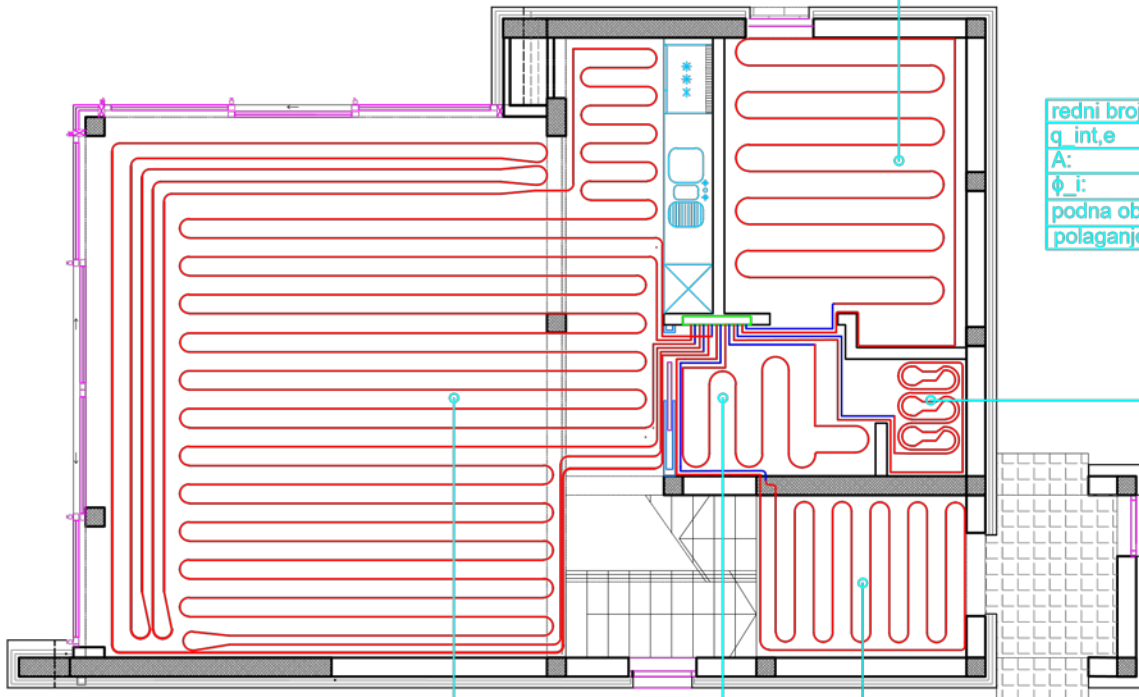 redni broj
q_int,e
A:
ϕ_i:
podna ob
polaganje